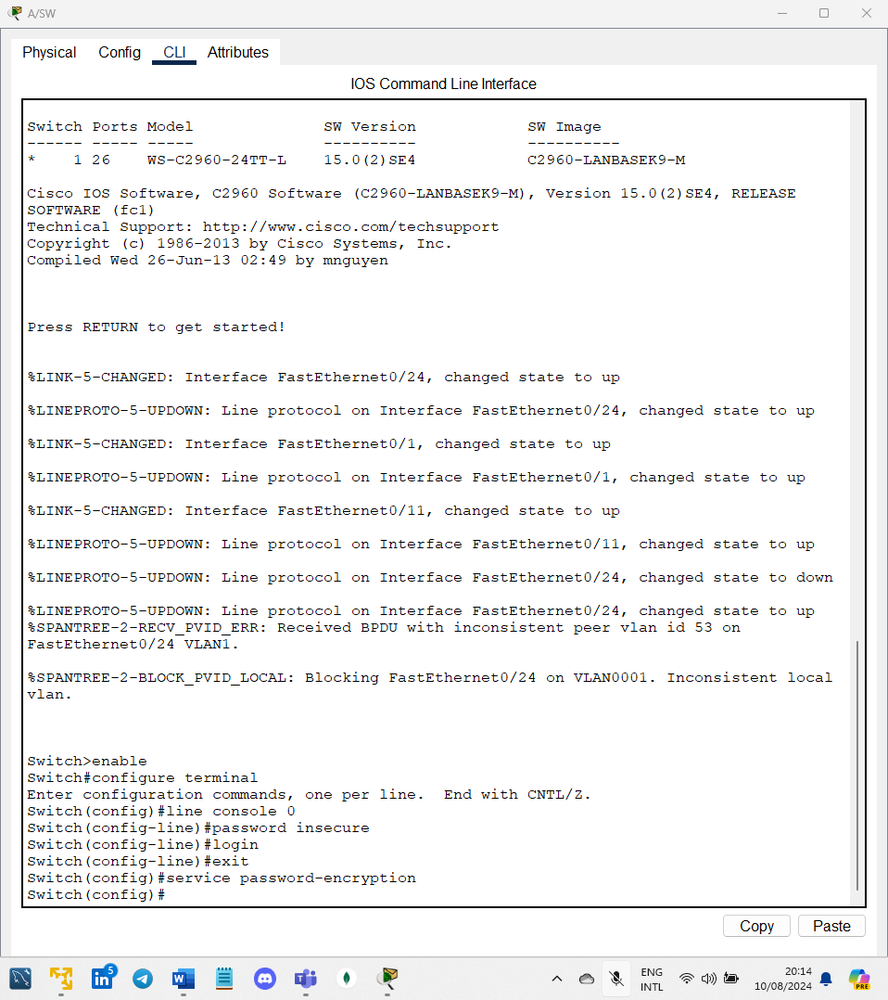 A/SW
Physical Config CLI Attributes
IOS Command Line Interface
Switch Ports Model SW Version SW Image
------ ----- ----- ---------- ----------
* 1 26 WS-C2960-24TT-L 15.0(2)SE4 C2960-LANBASEK9-M
Cisco IOS Software, C2960 Software (C2960-LANBASEK9-M), Version 15.0(2)SE4, RELEASE
SOFTWARE (fc1)
Technical Support: http://www.cisco.com/techsupport
Copyright (c) 1986-2013 by Cisco Systems, Inc.
Compiled Wed 26-Jun-13 02:49 by mnguyen
Press RETURN to get started!
%LINK-5-CHANGED: Interface FastEthernet0/24, changed state to up
%LINEPROTO-5-UPDOWN: Line protocol on Interface FastEthernet0/24, changed state to up
%LINK-5-CHANGED: Interface FastEthernet0/1, changed state to up
%LINEPROTO-5-UPDOWN: Line protocol on Interface FastEthernet0/1, changed state to up
%LINK-5-CHANGED: Interface FastEthernet0/11, changed state to up
%LINEPROTO-5-UPDOWN: Line protocol on Interface FastEthernet0/11, changed state to up
%LINEPROTO-5-UPDOWN: Line protocol on Interface FastEthernet0/24, changed state to down
%LINEPROTO-5-UPDOWN: Line protocol on Interface FastEthernet0/24, changed state to up
%SPANTREE-2-RECV_PVID_ERR: Received BPDU with inconsistent peer vlan id 53 on
FastEthernet0/24 VLAN1.
%SPANTREE-2-BLOCK_PVID_LOCAL: Blocking FastEthernet0/24 on VLAN0001. Inconsistent local
vlan.
Switch>enable
Switch#configure terminal
Enter configuration commands, one per line. End with CNTL/Z.
Switch(config)#line console 0
Switch(config-line)#password insecure
Switch(config-line)#login
Switch(config-line)#exit
Switch(config)#service password-encryption
Switch(config)#
Copy Paste
5
ENG
INTL
20:14
10/08/2024
PRE